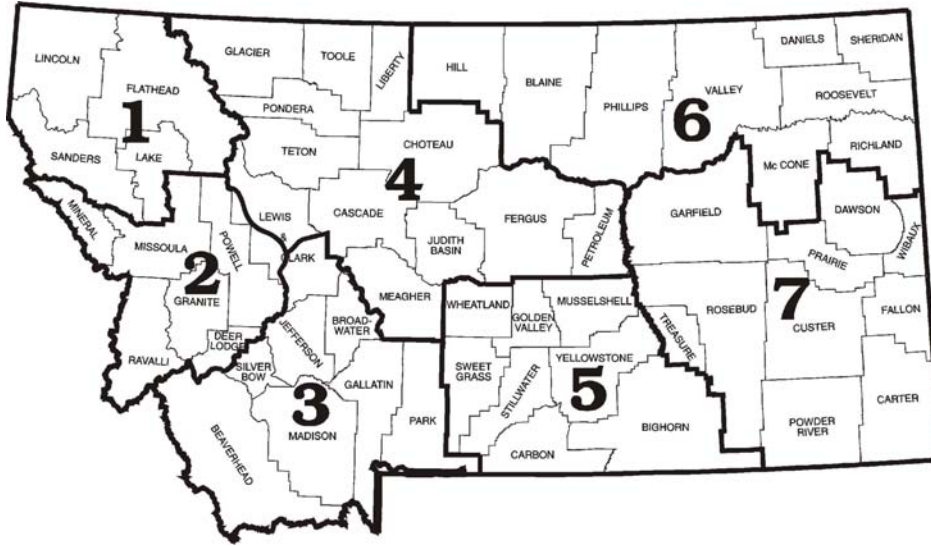 LINCOLN
FLATHEAD
1
SANDERS
LAKE
GLACIER
TOOLE
LIBERTY
PONDERA
TETON
CHOTEAU
4
LEWIS
&
CLARK
CASCADE
JUDITH
BASIN
FERGUS
PETROLEUM
MEAGHER
HILL
BLAINE
PHILLIPS
VALLEY
6
DANIELS
SHERIDAN
ROOSEVELT
Mc CONE
RICHLAND
MINERAL
MISSOULA
POWELL
2
GRANITE
DEER
LODGE
RAVALLI
SILVER
BOW
JEFFERSON
BROAD-
WATER
GALLATIN
3
MADISON
PARK
BEAVERHEAD
WHEATLAND
GOLDEN
VALLEY
MUSSELSHELL
SWEET
GRASS
STILLWATER
YELLOWSTONE
5
CARBON
BIGHORN
GARFIELD
DAWSON
WIBAUX
PRAIRIE
TREASURE
ROSEBUD
7
CUSTER
FALLON
POWDER
RIVER
CARTER